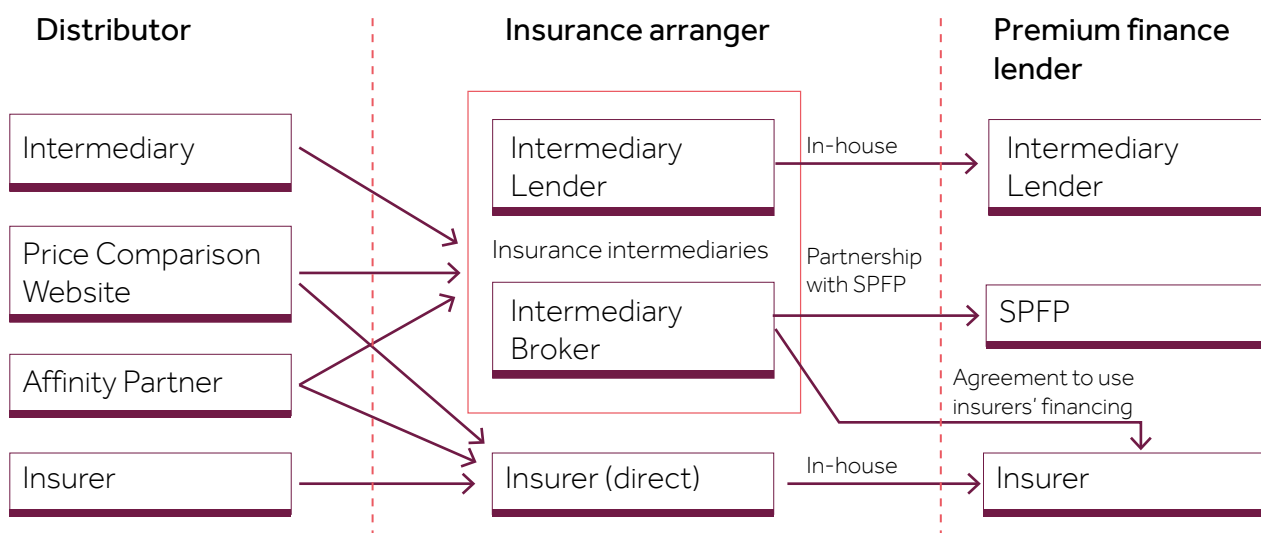 Distributor
Insurance arranger
Premium finance
lender
Intermediary
Price Comparison
Website
Affinity Partner
Insurer
Intermediary
Lender
Insurance intermediaries
Intermediary
Broker
Insurer (direct)
In-house
Partnership
with SPFP
Agreement to use
insurers’ financing
In-house
Intermediary
Lender
SPFP
Insurer